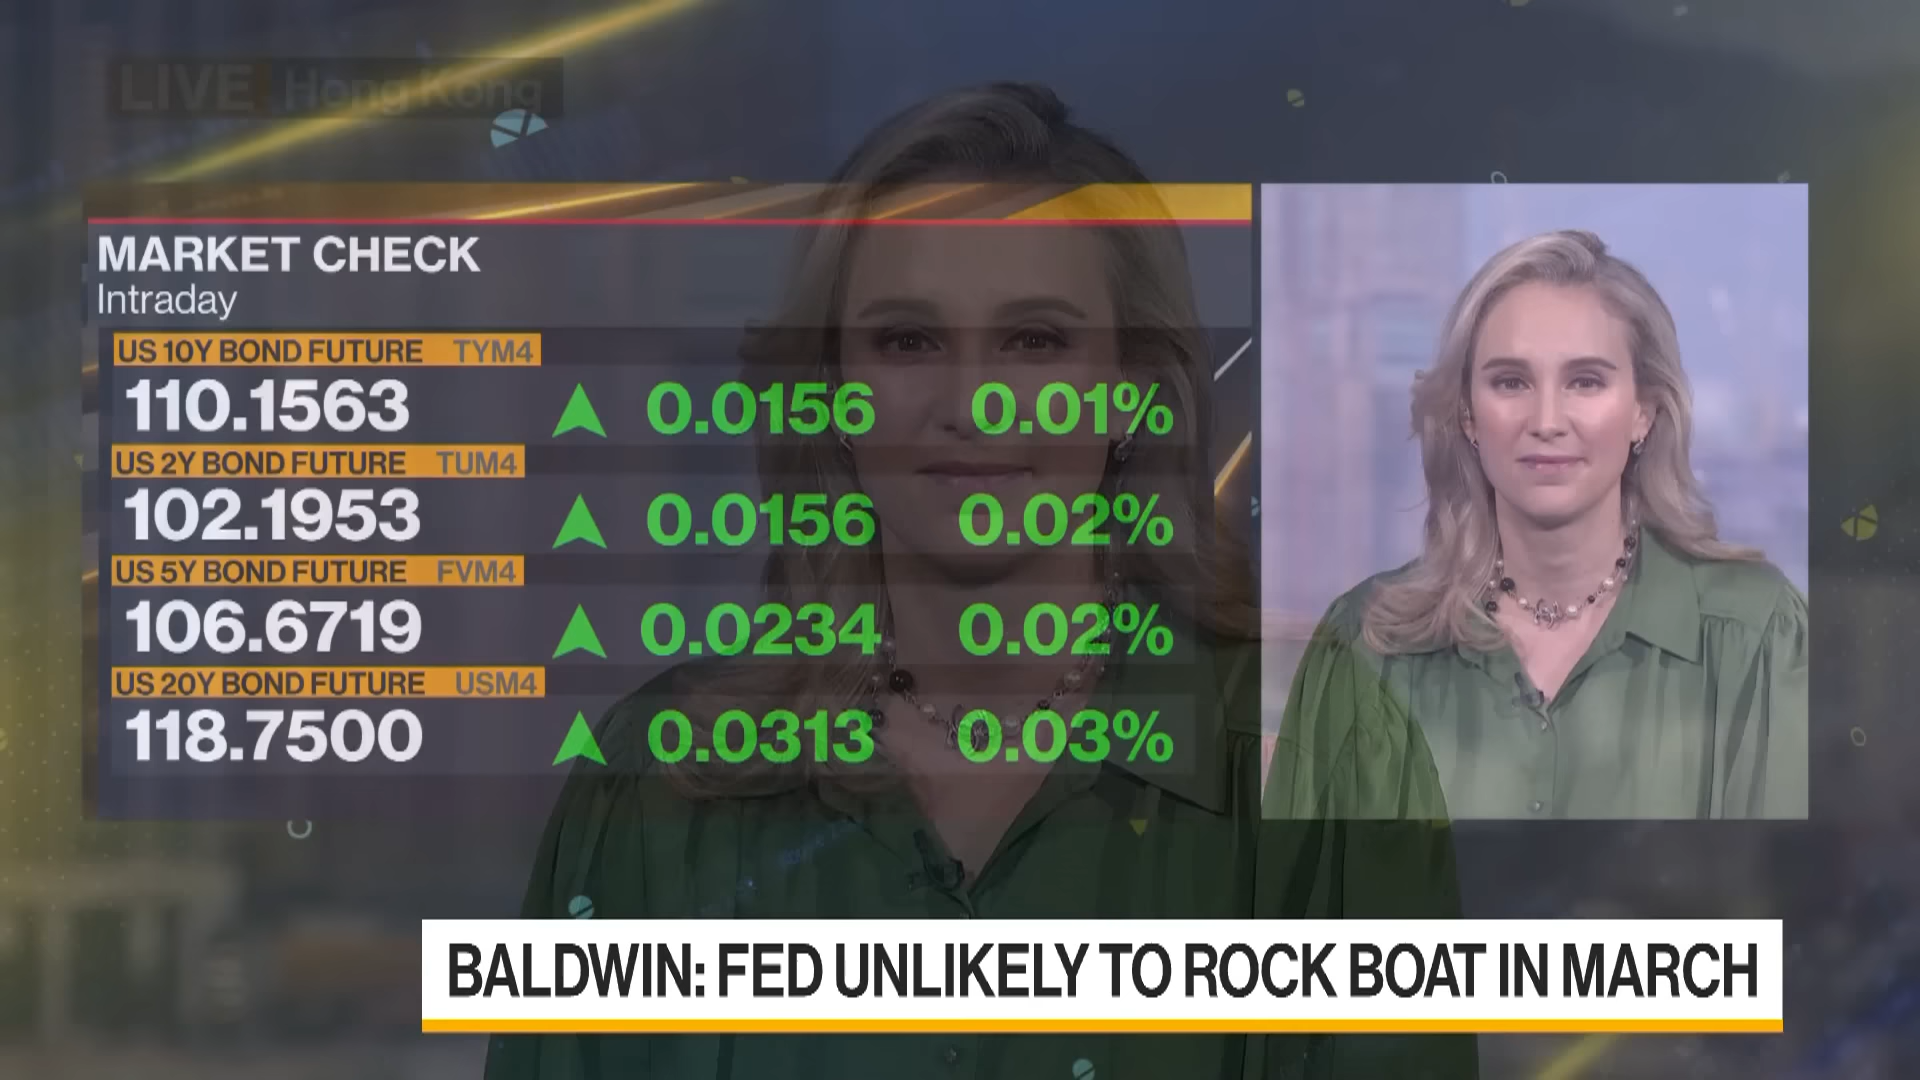 LIVE Hong Kong
MARKET CHECK
Intraday
US 10Y BOND FUTURE TYM4
110.1563 ▲ 0.0156 0.01%
US 2Y BOND FUTURE TUM4
102.1953 ▲ 0.0156 0.02%
US 5Y BOND FUTURE FVM4
106.6719 ▲ 0.0234 0.02%
US 20Y BOND FUTURE USM4
118.7500 ▲ 0.0313 0.03%
BALDWIN: FED UNLIKELY TO ROCK BOAT IN MARCH